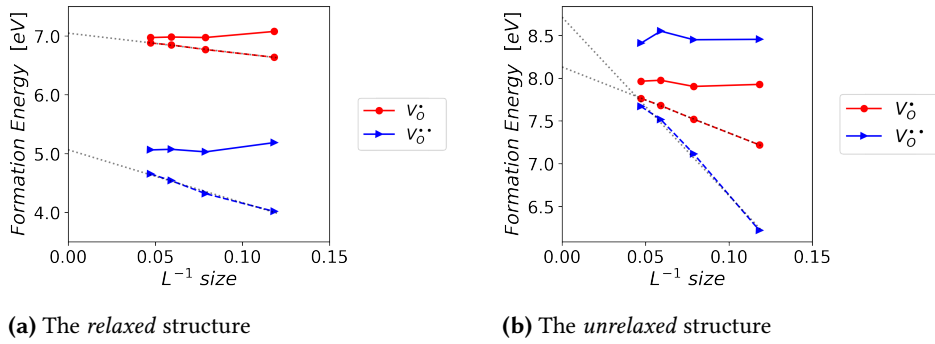 Formation Energy [eV]
7.0
6.0
5.0
4.0
0.00 0.05 0.10 0.15
L⁻¹ size
V_O^•
V_O^••
(a) The relaxed structure
Formation Energy [eV]
8.5
8.0
7.5
7.0
6.5
0.00 0.05 0.10 0.15
L⁻¹ size
V_O^•
V_O^••
(b) The unrelaxed structure